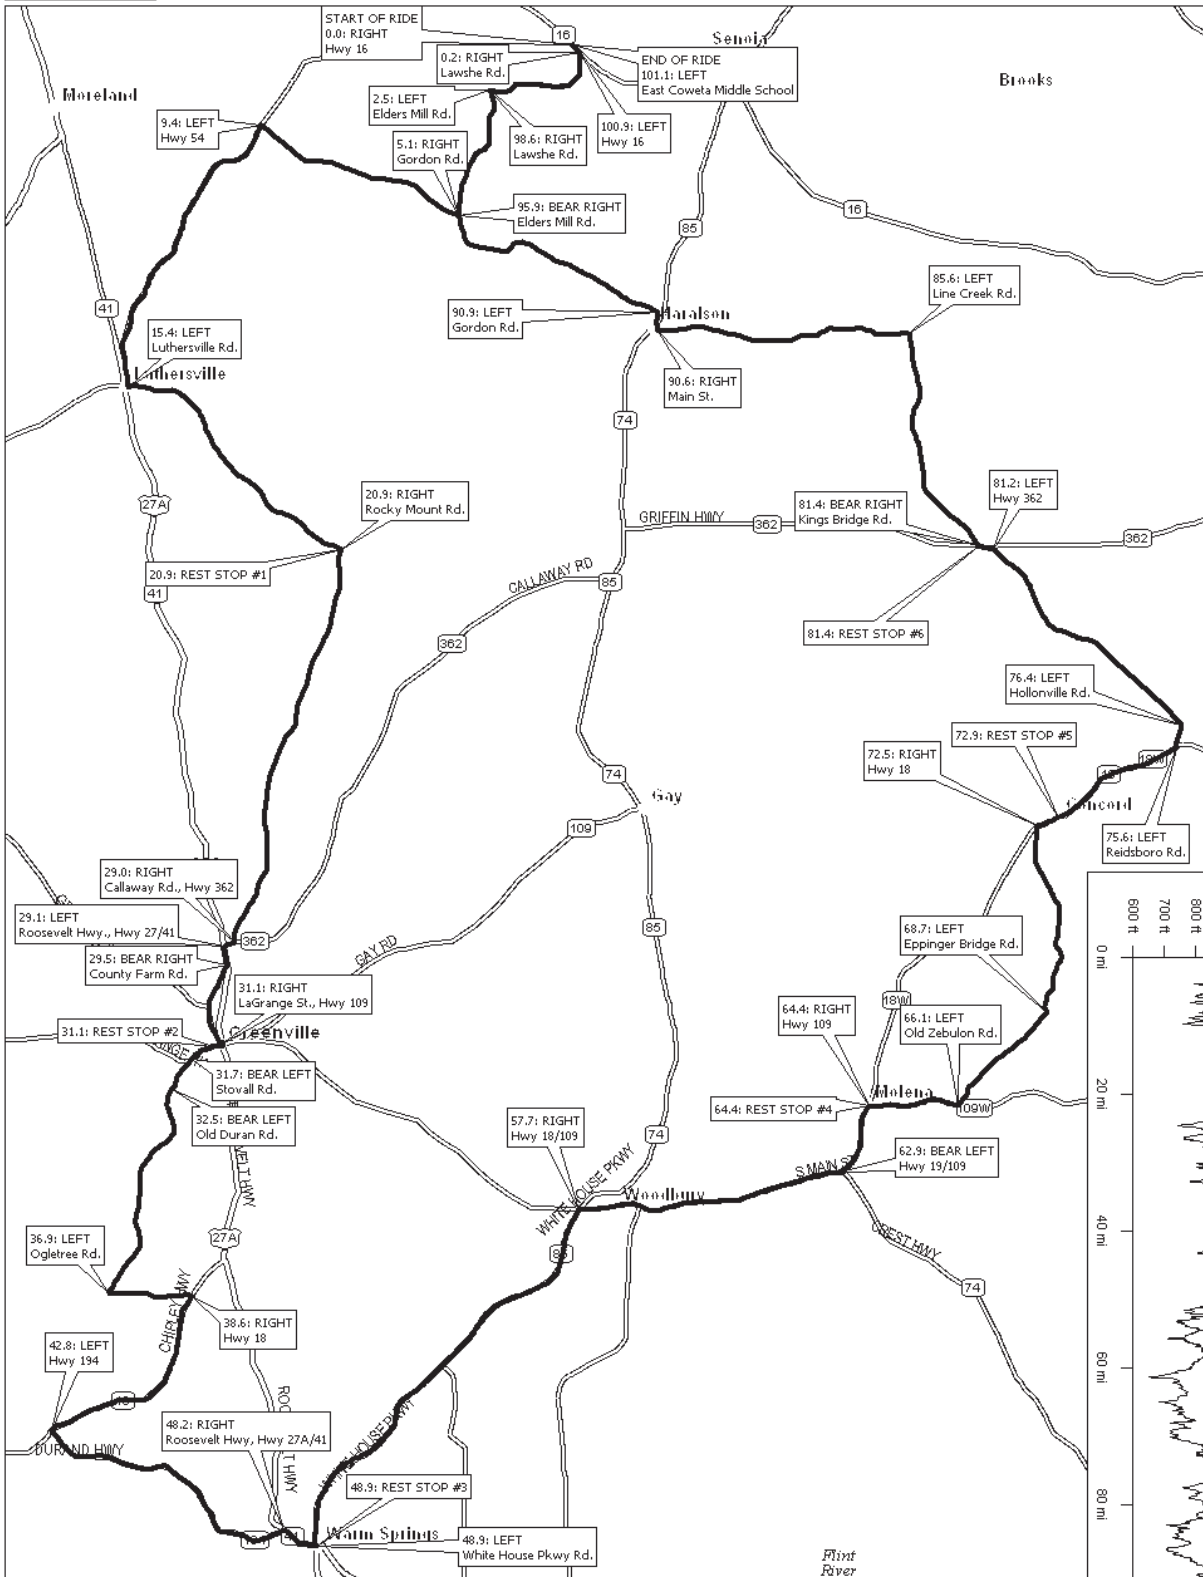 START OF RIDE
0.0: RIGHT
Hwy 16
16
Senoia
END OF RIDE
101.1: LEFT
East Coweta Middle School
0.2: RIGHT
Lawshe Rd.
Brooks
Moreland
2.5: LEFT
Elders Mill Rd.
9.4: LEFT
Hwy 54
98.6: RIGHT
Lawshe Rd.
100.9: LEFT
Hwy 16
5.1: RIGHT
Gordon Rd.
95.9: BEAR RIGHT
Elders Mill Rd.
16
85
85.6: LEFT
Line Creek Rd.
41
90.9: LEFT
Gordon Rd.
Haralson
15.4: LEFT
Luthersville Rd.
Luthersville
90.6: RIGHT
Main St.
74
20.9: RIGHT
Rocky Mount Rd.
27A
81.2: LEFT
Hwy 362
81.4: BEAR RIGHT
Kings Bridge Rd.
GRIFFIN HWY
362
362
20.9: REST STOP #1
CALLAWAY RD
85
41
362
81.4: REST STOP #6
76.4: LEFT
Hollonville Rd.
72.9: REST STOP #5
72.5: RIGHT
Hwy 18
18W
18
74
Gay
Concord
109
75.6: LEFT
Reidsboro Rd.
29.0: RIGHT
Callaway Rd., Hwy 362
29.1: LEFT
Roosevelt Hwy., Hwy 27/41
362
85
600 ft
700 ft
800 ft
0 mi
68.7: LEFT
Eppinger Bridge Rd.
29.5: BEAR RIGHT
County Farm Rd.
GAY RD
31.1: RIGHT
LaGrange St., Hwy 109
18W
64.4: RIGHT
Hwy 109
66.1: LEFT
Old Zebulon Rd.
31.1: REST STOP #2
Greenville
31.7: BEAR LEFT
Stovall Rd.
Molena
20 mi
64.4: REST STOP #4
109W
32.5: BEAR LEFT
Old Duran Rd.
57.7: RIGHT
Hwy 18/109
74
62.9: BEAR LEFT
Hwy 19/109
S MAIN ST
WHITE HOUSE PKWY
Woodbury
36.9: LEFT
Ogletree Rd.
27A
85
CREST HWY
40 mi
74
CHIPLEY HWY
38.6: RIGHT
Hwy 18
42.8: LEFT
Hwy 194
60 mi
18
48.2: RIGHT
Roosevelt Hwy, Hwy 27A/41
DURAND HWY
WHITE HOUSE PKWY
48.9: REST STOP #3
80 mi
194
41
Warm Springs
48.9: LEFT
White House Pkwy Rd.
Flint
River